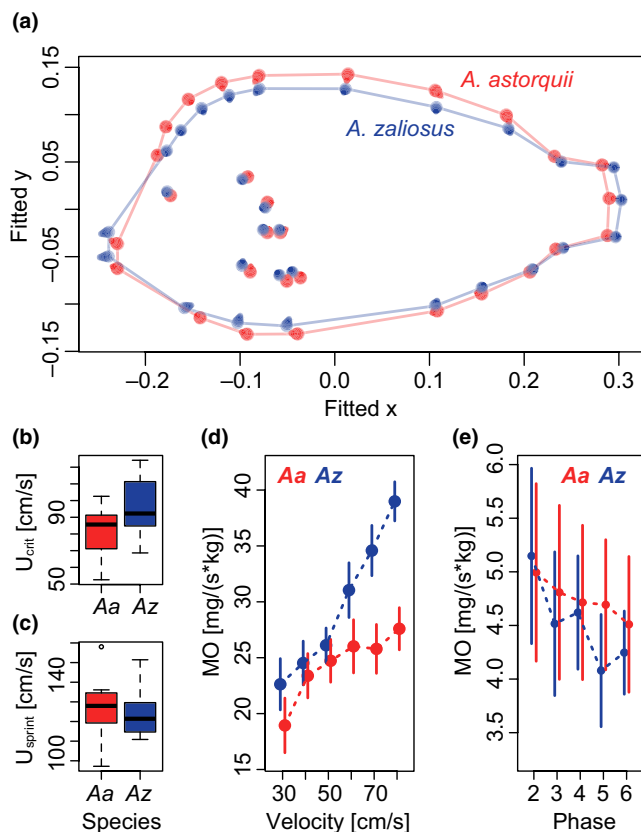 (a)
A. astorquii
A. zaliosus
Fitted y
0.15
0.05
−0.05
−0.15
−0.2
−0.1
0.0
0.1
0.2
0.3
Fitted x
(b)
Ucrit [cm/s]
90
50
Aa Az
(c)
Usprint [cm/s]
140
100
Aa Az
Species
(d)
Aa Az
MO [mg/(s*kg)]
40
35
30
25
20
15
30 50 70
Velocity [cm/s]
(e)
Aa Az
MO [mg/(s*kg)]
6.0
5.5
5.0
4.5
4.0
3.5
2 3 4 5 6
Phase